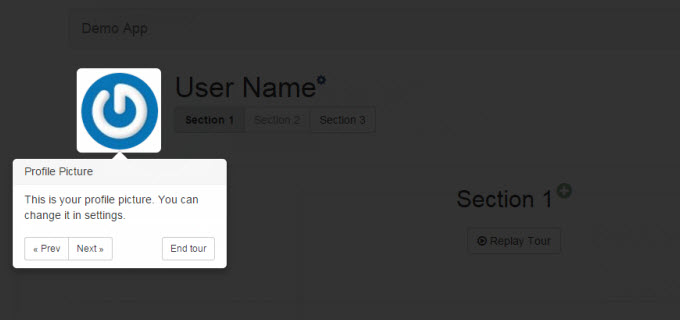 Demo App
User Name
Section 1 Section 2 Section 3
Profile Picture
This is your profile picture. You can
change it in settings.
« Prev Next » End tour
Section 1
Replay Tour